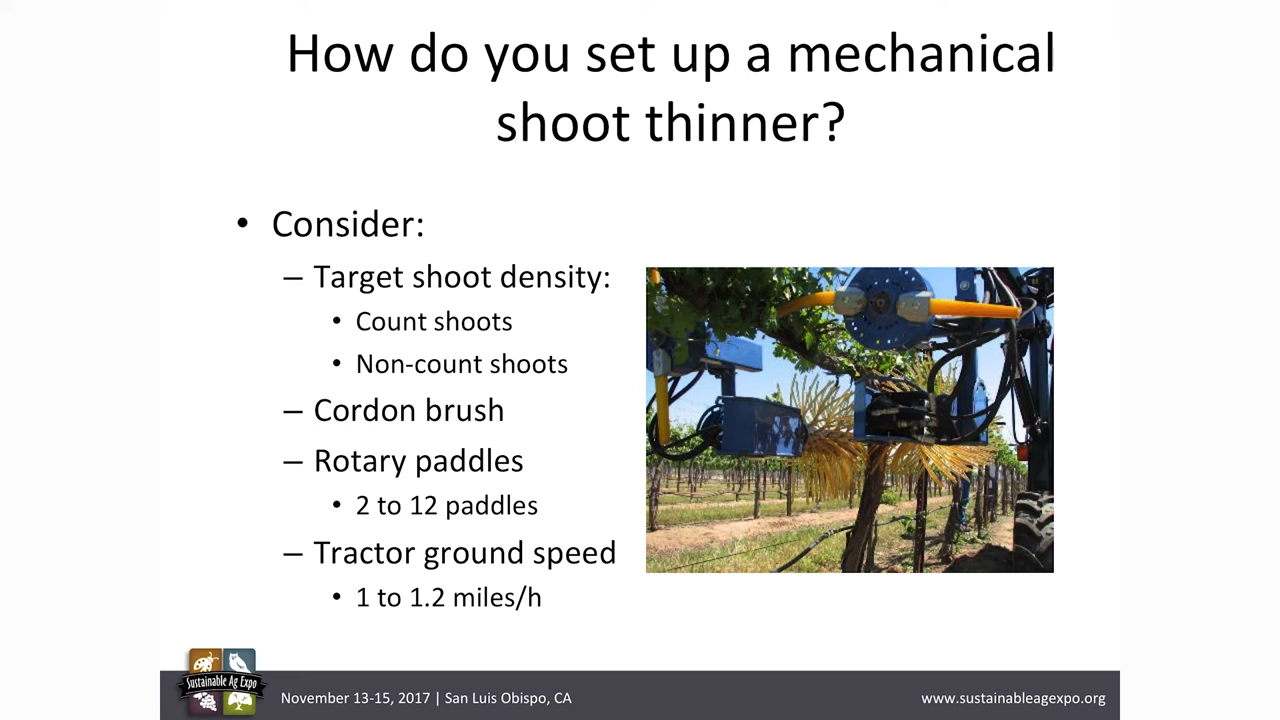 How do you set up a mechanical
shoot thinner?
• Consider:
– Target shoot density:
• Count shoots
• Non-count shoots
– Cordon brush
– Rotary paddles
• 2 to 12 paddles
– Tractor ground speed
• 1 to 1.2 miles/h
Sustainable Ag Expo
November 13-15, 2017 | San Luis Obispo, CA
www.sustainableagexpo.org